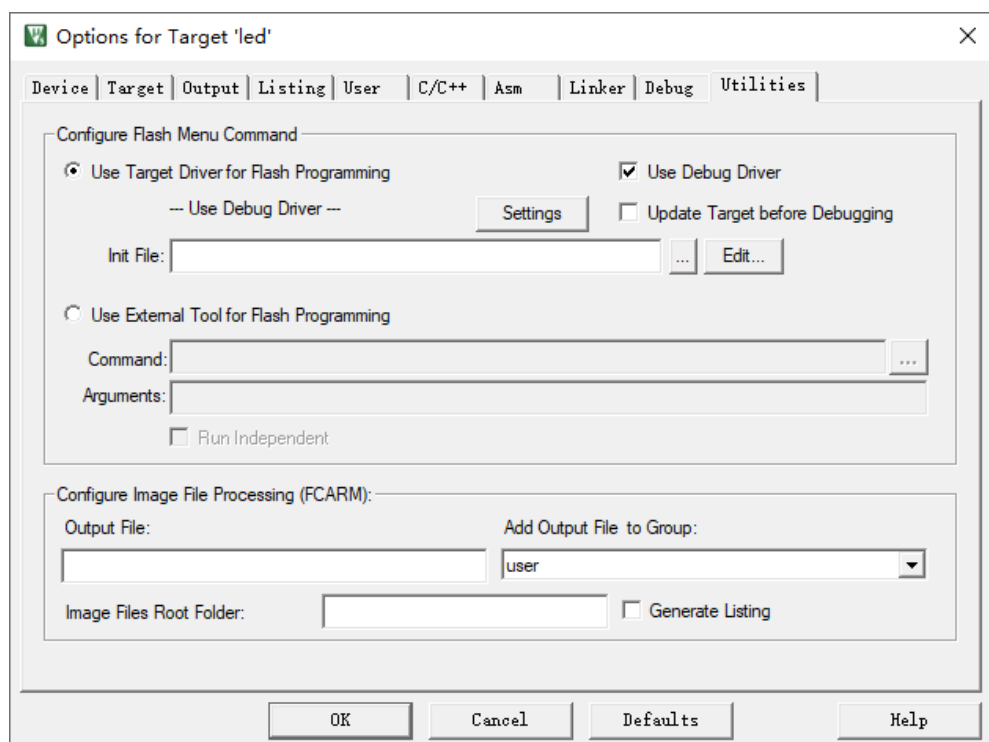 Options for Target 'led'
Device Target Output Listing User C/C++ Asm Linker Debug Utilities
Configure Flash Menu Command
Use Target Driver for Flash Programming Use Debug Driver
--- Use Debug Driver --- Settings Update Target before Debugging
Init File: ... Edit...
Use External Tool for Flash Programming
Command: ...
Arguments:
Run Independent
Configure Image File Processing (FCARM):
Output File: Add Output File to Group:
user
Image Files Root Folder: Generate Listing
OK Cancel Defaults Help